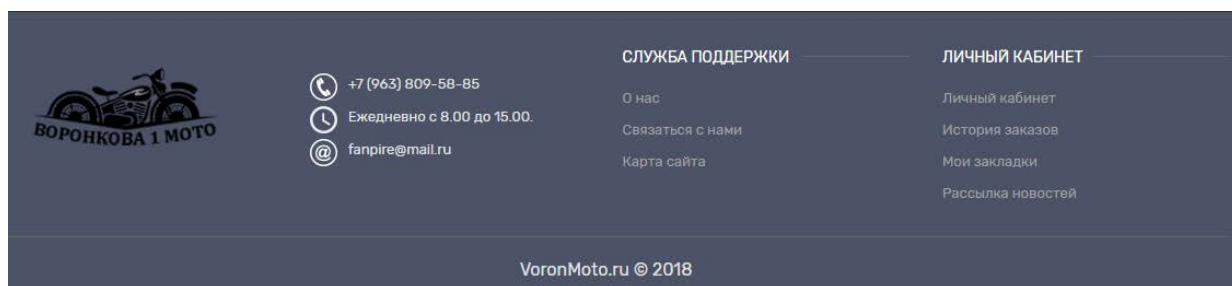 ВОРОНКОВА 1 МОТО
+7 (963) 809-58-85
Ежедневно с 8.00 до 15.00.
fanpire@mail.ru
СЛУЖБА ПОДДЕРЖКИ
О нас
Связаться с нами
Карта сайта
ЛИЧНЫЙ КАБИНЕТ
Личный кабинет
История заказов
Мои закладки
Рассылка новостей
VoronMoto.ru © 2018